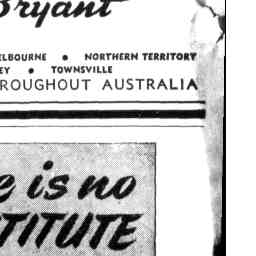 Bryant
ELBOURNE • NORTHERN TERRITORY
EY • TOWNSVILLE
ROUGHOUT AUSTRALIA
e is no
TITUTE